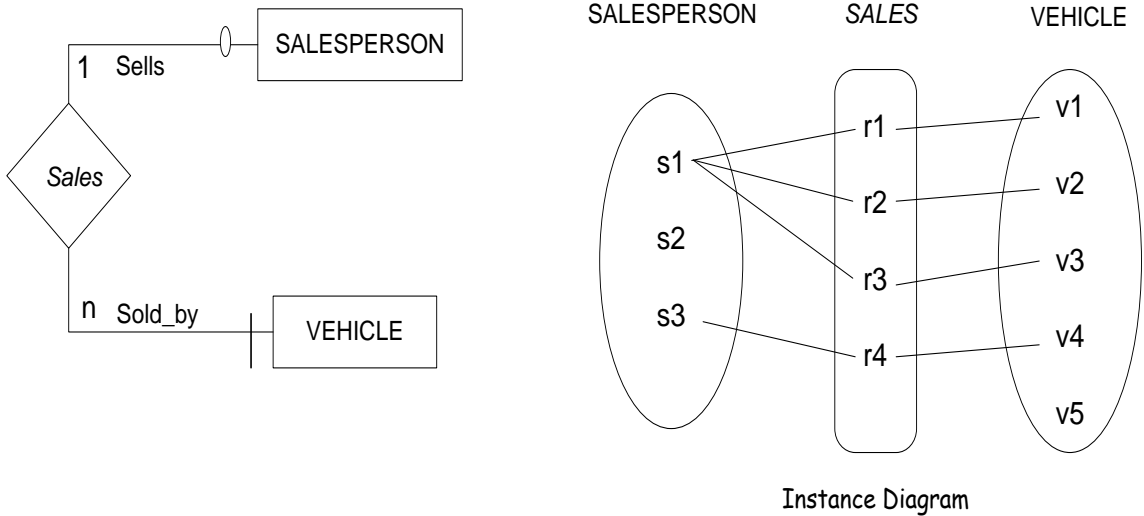 SALESPERSON
1 Sells
Sales
n Sold_by
VEHICLE
SALESPERSON SALES VEHICLE
s1
s2
s3
r1
r2
r3
r4
v1
v2
v3
v4
v5
Instance Diagram